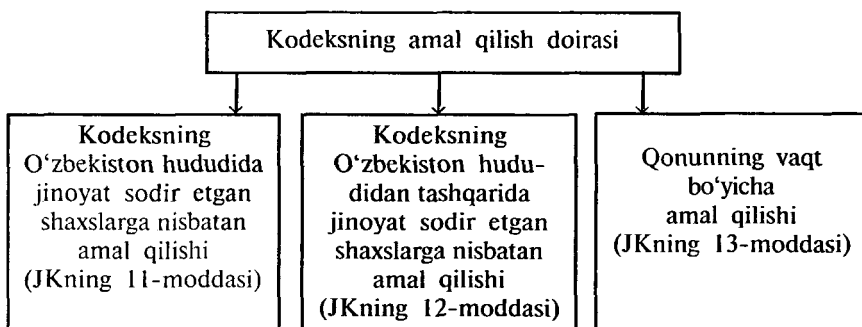 Kodeksning amal qilish doirasi
Kodeksning
O‘zbekiston hududida
jinoyat sodir etgan
shaxslarga nisbatan
amal qilishi
(JKning 11-moddasi)
Kodeksning
O‘zbekiston hudu-
didan tashqarida
jinoyat sodir etgan
shaxslarga nisbatan
amal qilishi
(JKning 12-moddasi)
Qonunning vaqt
bo‘yicha
amal qilishi
(JKning 13-moddasi)